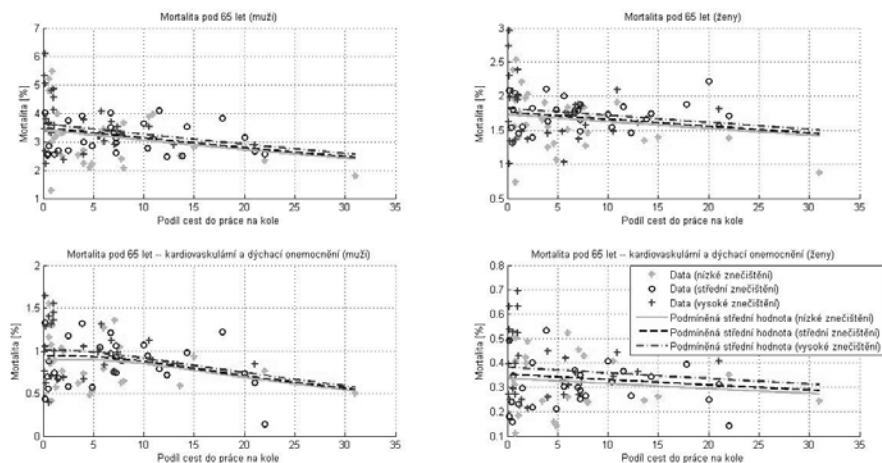 Mortalita pod 65 let (muži)
Mortalita [%]
7
6
5
4
3
2
1
0 5 10 15 20 25 30 35
Podíl cest do práce na kole
Mortalita pod 65 let (ženy)
Mortalita [%]
3
2.5
2
1.5
1
0.5
0 5 10 15 20 25 30 35
Podíl cest do práce na kole
Mortalita pod 65 let -- kardiovaskulární a dýchací onemocnění (muži)
Mortalita [%]
2
1.5
1
0.5
0
0 5 10 15 20 25 30 35
Podíl cest do práce na kole
Mortalita pod 65 let -- kardiovaskulární a dýchací onemocnění (ženy)
Mortalita [%]
0.8
0.7
0.6
0.5
0.4
0.3
0.2
0.1
0 5 10 15 20 25 30 35
Podíl cest do práce na kole
Data (nízké znečištění)
Data (střední znečištění)
Data (vysoké znečištění)
Podmíněná střední hodnota (nízké znečištění)
Podmíněná střední hodnota (střední znečištění)
Podmíněná střední hodnota (vysoké znečištění)